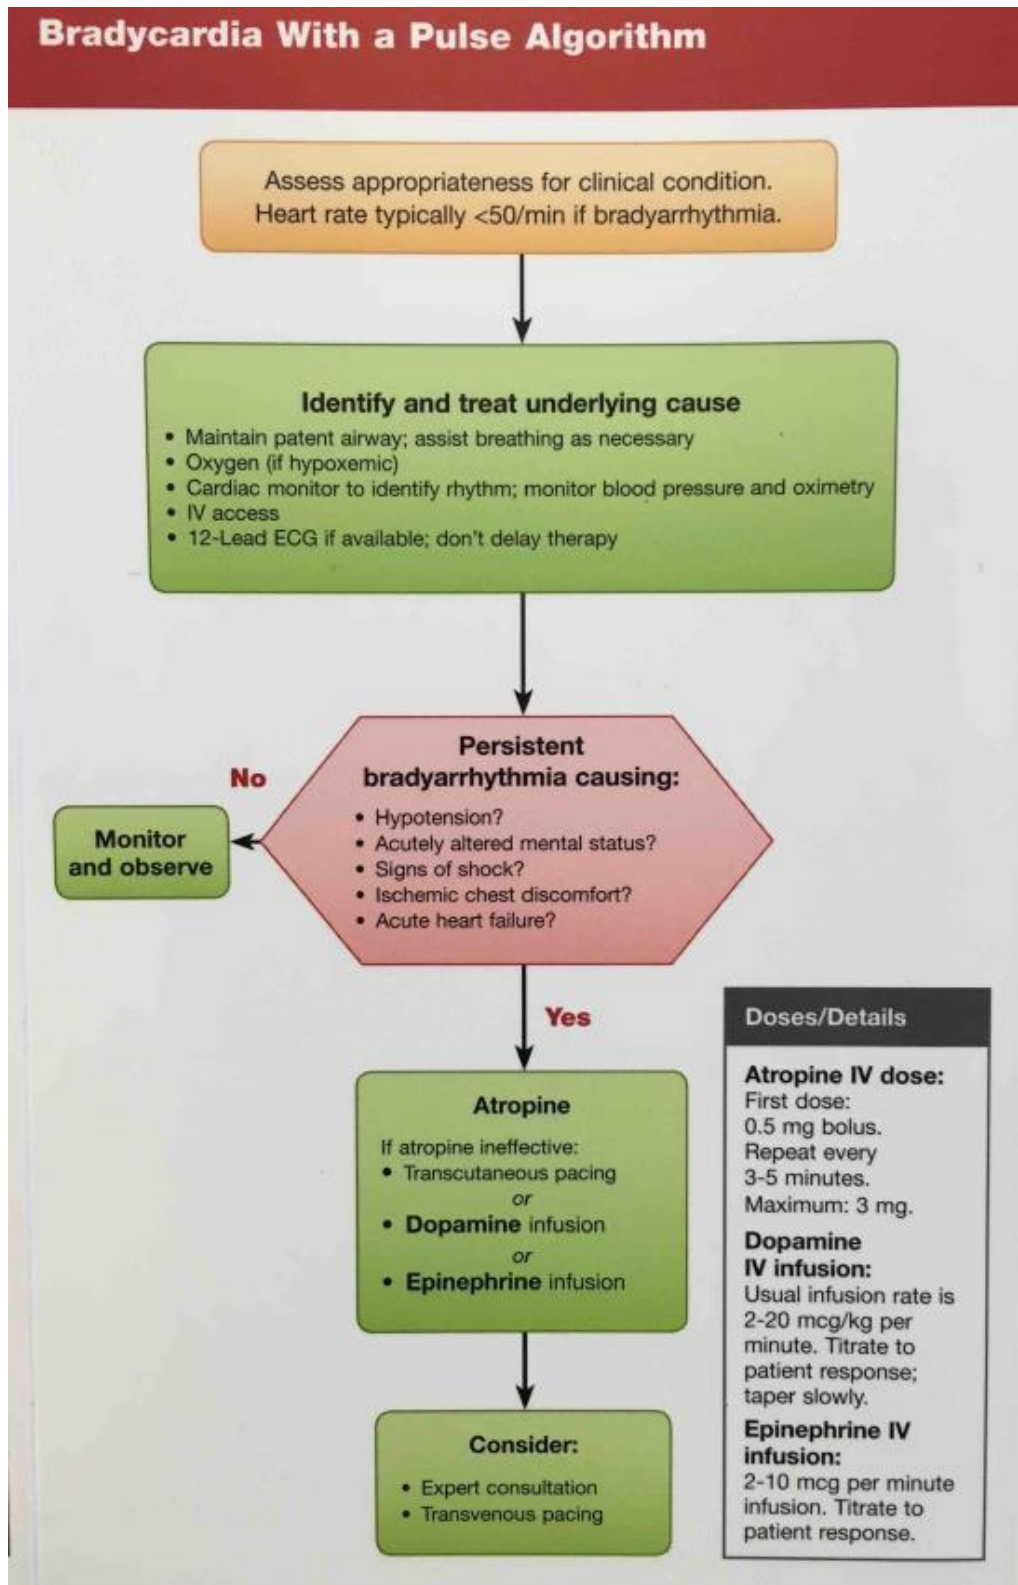 Bradycardia With a Pulse Algorithm
Assess appropriateness for clinical condition.
Heart rate typically <50/min if bradyarrhythmia.
Identify and treat underlying cause
• Maintain patent airway; assist breathing as necessary
• Oxygen (if hypoxemic)
• Cardiac monitor to identify rhythm; monitor blood pressure and oximetry
• IV access
• 12-Lead ECG if available; don't delay therapy
Persistent
bradyarrhythmia causing:
• Hypotension?
• Acutely altered mental status?
• Signs of shock?
• Ischemic chest discomfort?
• Acute heart failure?
No
Monitor
and observe
Yes
Atropine
If atropine ineffective:
• Transcutaneous pacing
or
• Dopamine infusion
or
• Epinephrine infusion
Consider:
• Expert consultation
• Transvenous pacing
Doses/Details
Atropine IV dose:
First dose:
0.5 mg bolus.
Repeat every
3-5 minutes.
Maximum: 3 mg.
Dopamine
IV infusion:
Usual infusion rate is
2-20 mcg/kg per
minute. Titrate to
patient response;
taper slowly.
Epinephrine IV
infusion:
2-10 mcg per minute
infusion. Titrate to
patient response.